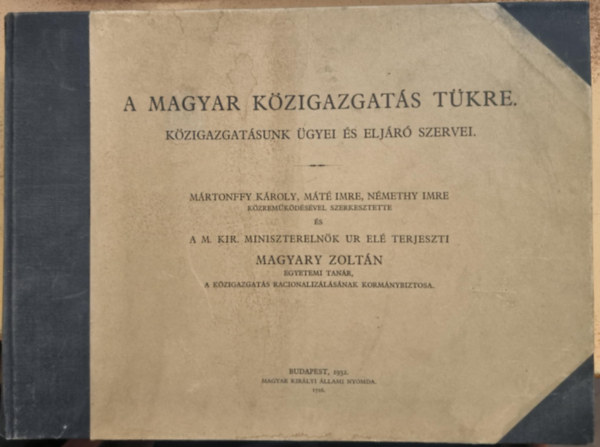 A MAGYAR KÖZIGAZGATÁS TÜKRE.
KÖZIGAZGATÁSUNK ÜGYEI ÉS ELJÁRÓ SZERVEI.
MÁRTONFFY KÁROLY, MÁTÉ IMRE, NÉMETHY IMRE
KÖZREMŰKÖDÉSÉVEL SZERKESZTETTE
ÉS
A M. KIR. MINISZTERELNÖK UR ELÉ TERJESZTI
MAGYARY ZOLTÁN
EGYETEMI TANÁR,
A KÖZIGAZGATÁS RACIONALIZÁLÁSÁNAK KORMÁNYBIZTOSA.
BUDAPEST, 1932.
MAGYAR KIRÁLYI ÁLLAMI NYOMDA.